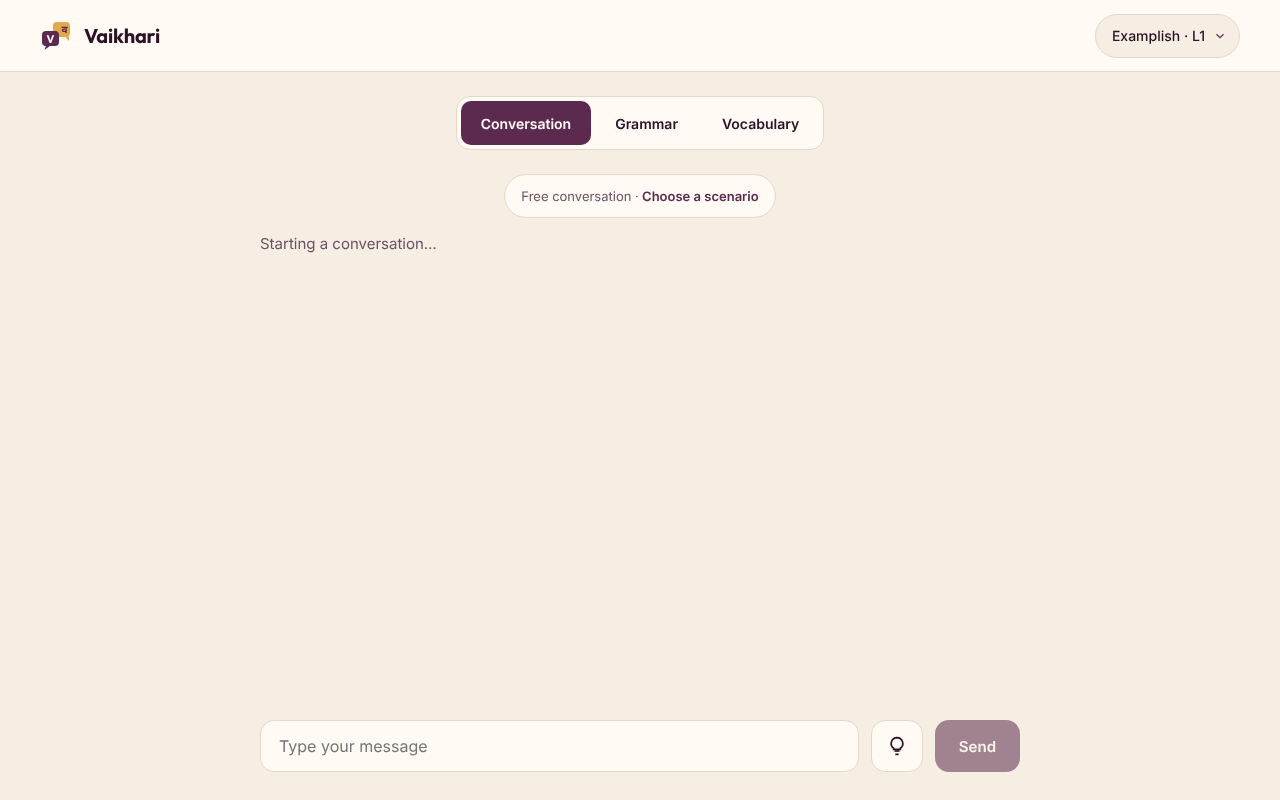 V व Vaikhari
Examplish · L1
Conversation Grammar Vocabulary
Free conversation · Choose a scenario
Starting a conversation...
Type your message
Send